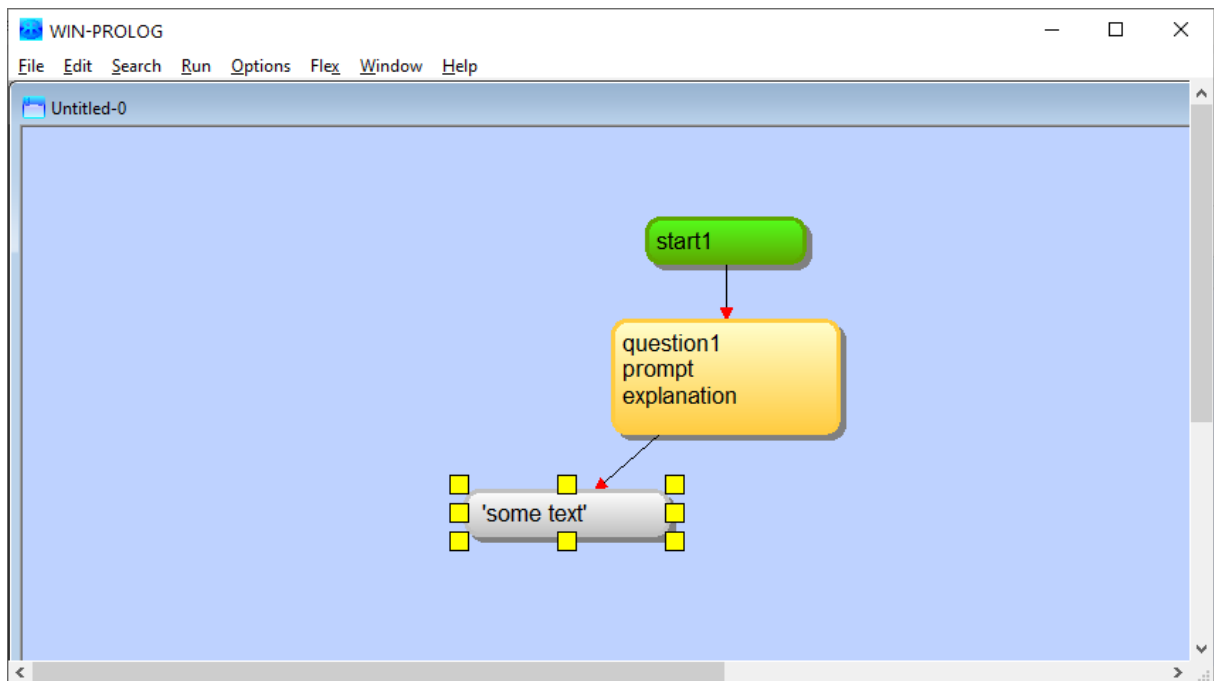 WIN-PROLOG
File Edit Search Run Options Flex Window Help
Untitled-0
start1
question1
prompt
explanation
'some text'